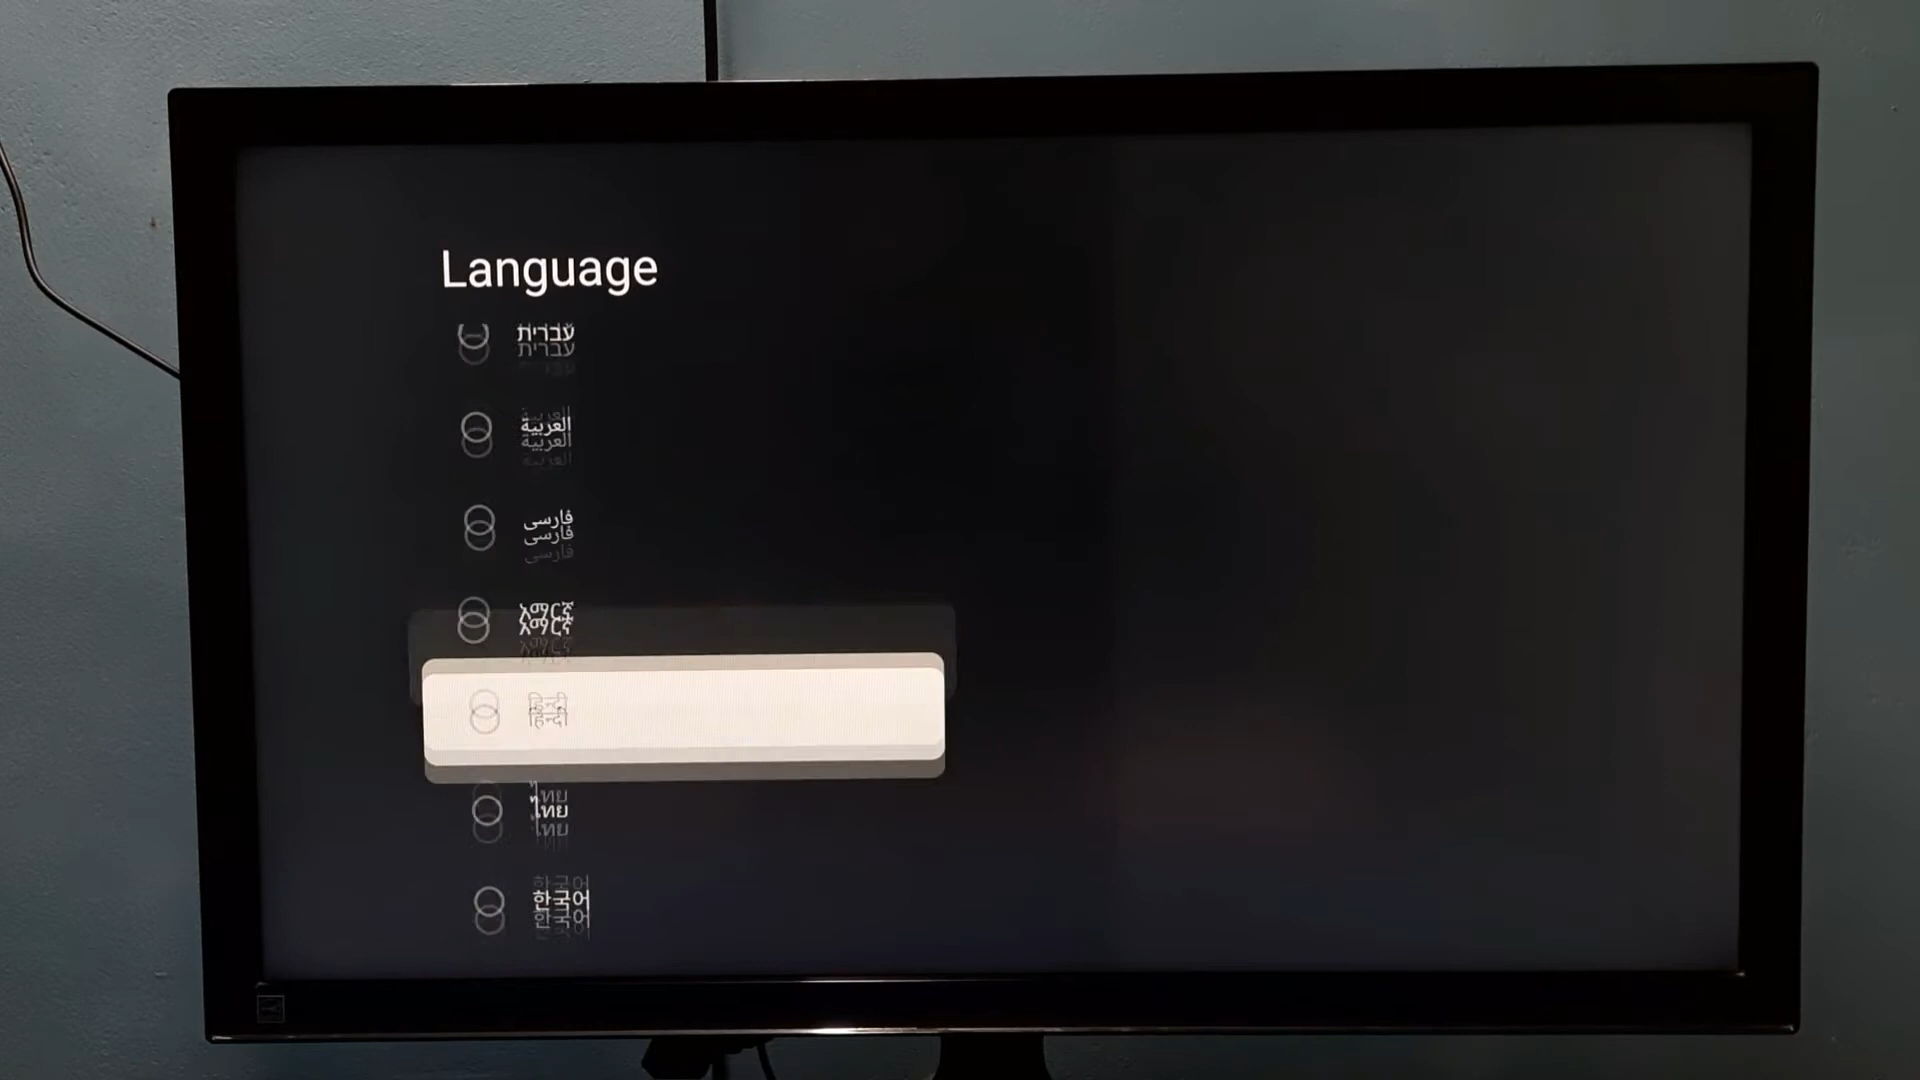 Language
עברית
العربية
فارسی
አማርኛ
हिन्दी
ไทย
한국어